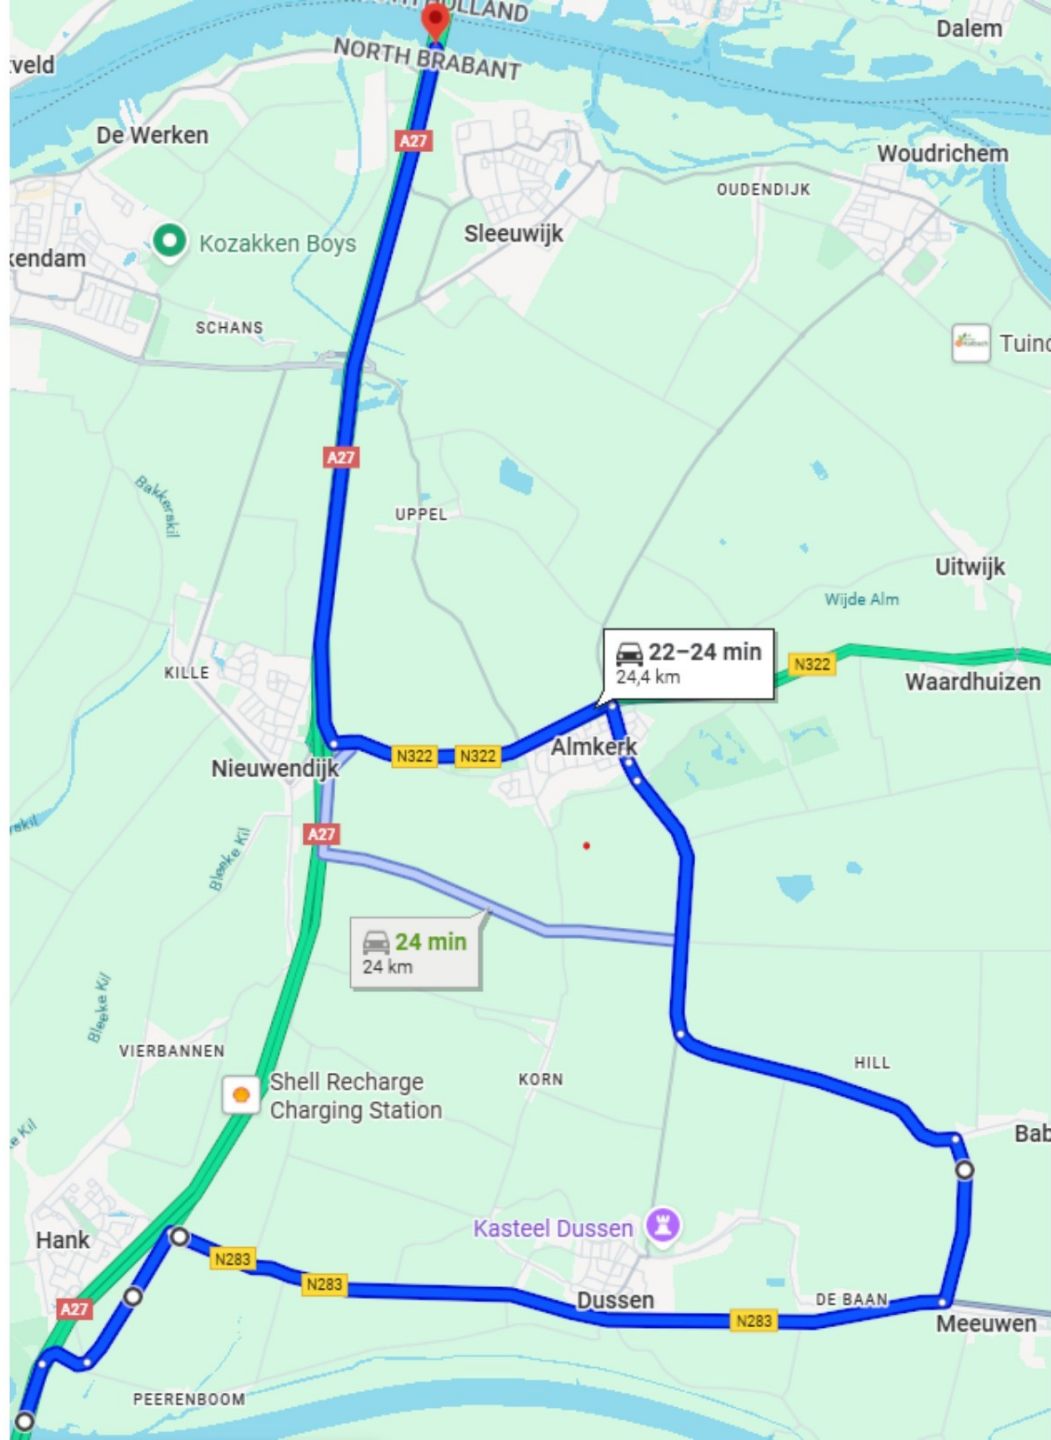 HOLLAND
Dalem
NORTH BRABANT
De Werken
A27
Woudrichem
OUDENDIJK
Sleeuwijk
Kozakken Boys
SCHANS
A27
Bakkerskil
UPPEL
Uitwijk
Wijde Alm
22–24 min
24,4 km
N322
KILLE
Waardhuizen
N322
N322
Almkerk
Nieuwendijk
A27
Bleeke Kil
24 min
24 km
Bleeke Kil
VIERBANNEN
HILL
KORN
Shell Recharge
Charging Station
Bab
Kasteel Dussen
Hank
N283
N283
DE BAAN
Dussen
A27
N283
Meeuwen
PEERENBOOM